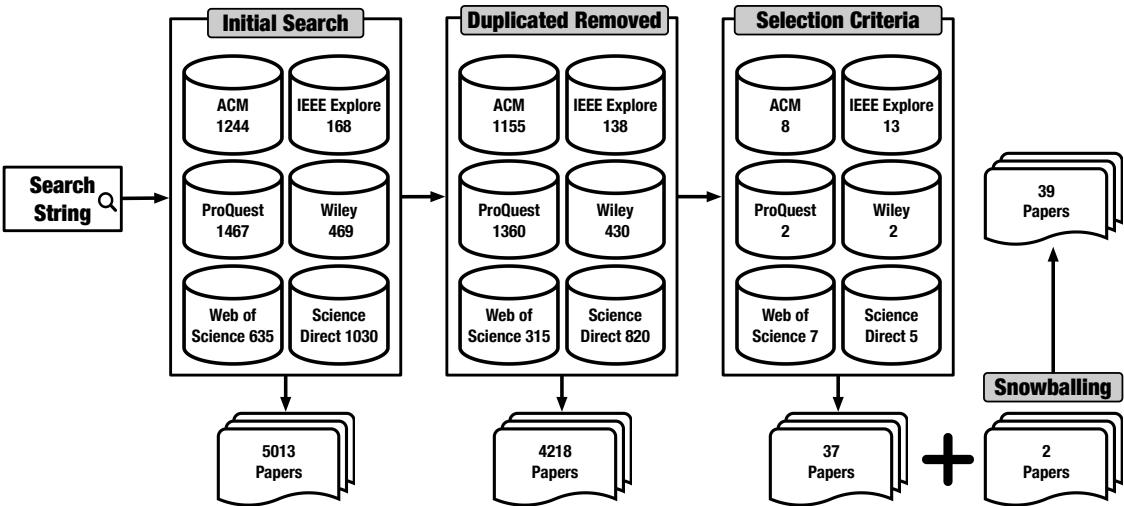 Search
String
Initial Search
ACM
1244
IEEE Explore
168
ProQuest
1467
Wiley
469
Web of
Science 635
Science
Direct 1030
5013
Papers
Duplicated Removed
ACM
1155
IEEE Explore
138
ProQuest
1360
Wiley
430
Web of
Science 315
Science
Direct 820
4218
Papers
Selection Criteria
ACM
8
IEEE Explore
13
ProQuest
2
Wiley
2
Web of
Science 7
Science
Direct 5
37
Papers
Snowballing
2
Papers
39
Papers